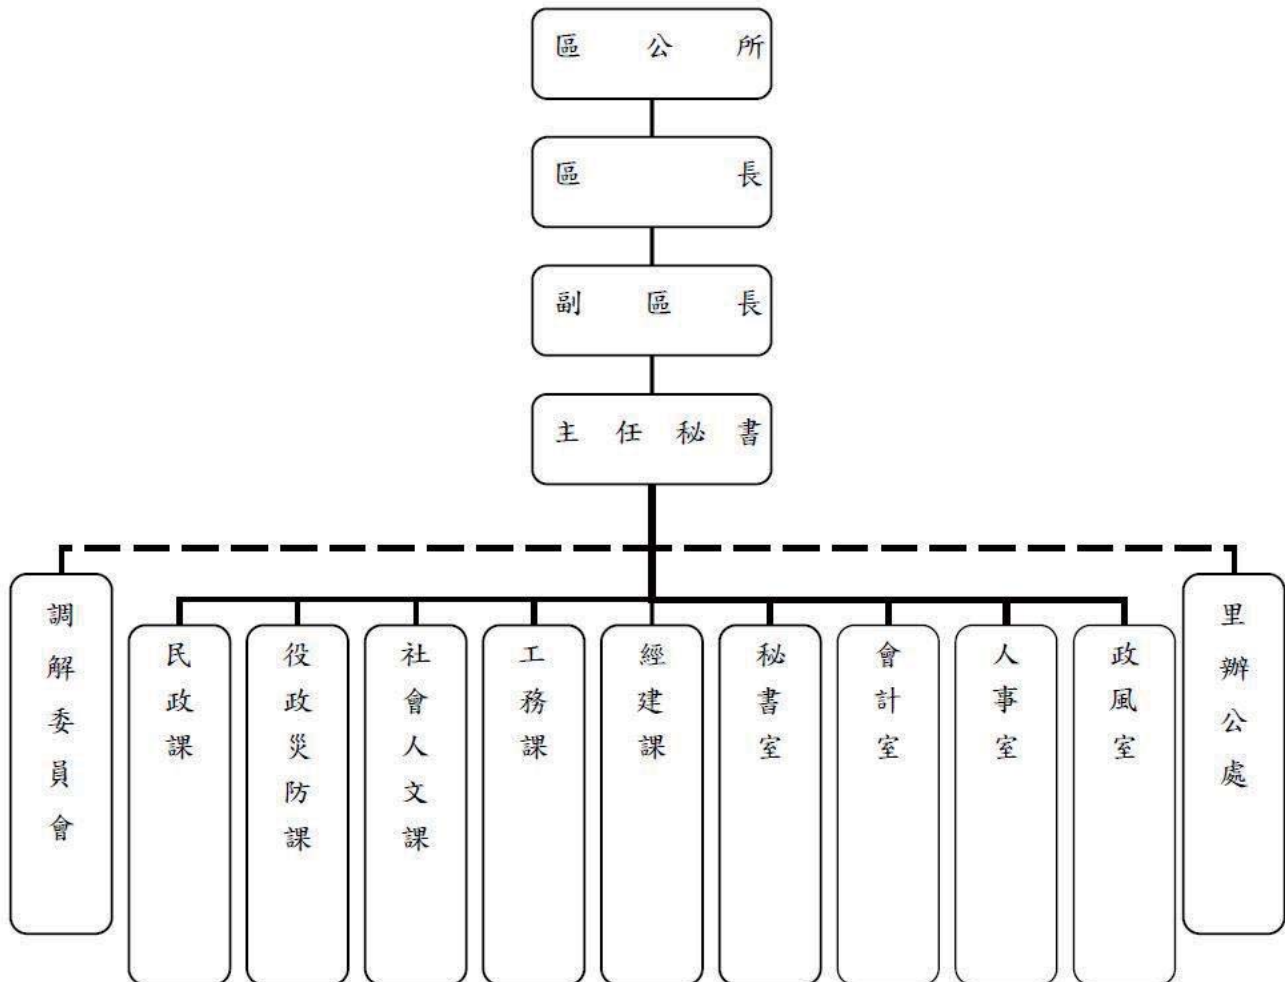 區公所
區長
副區長
主任秘書
調解委員會
民政課
役政災防課
社會人文課
工務課
經建課
秘書室
會計室
人事室
政風室
里辦公處